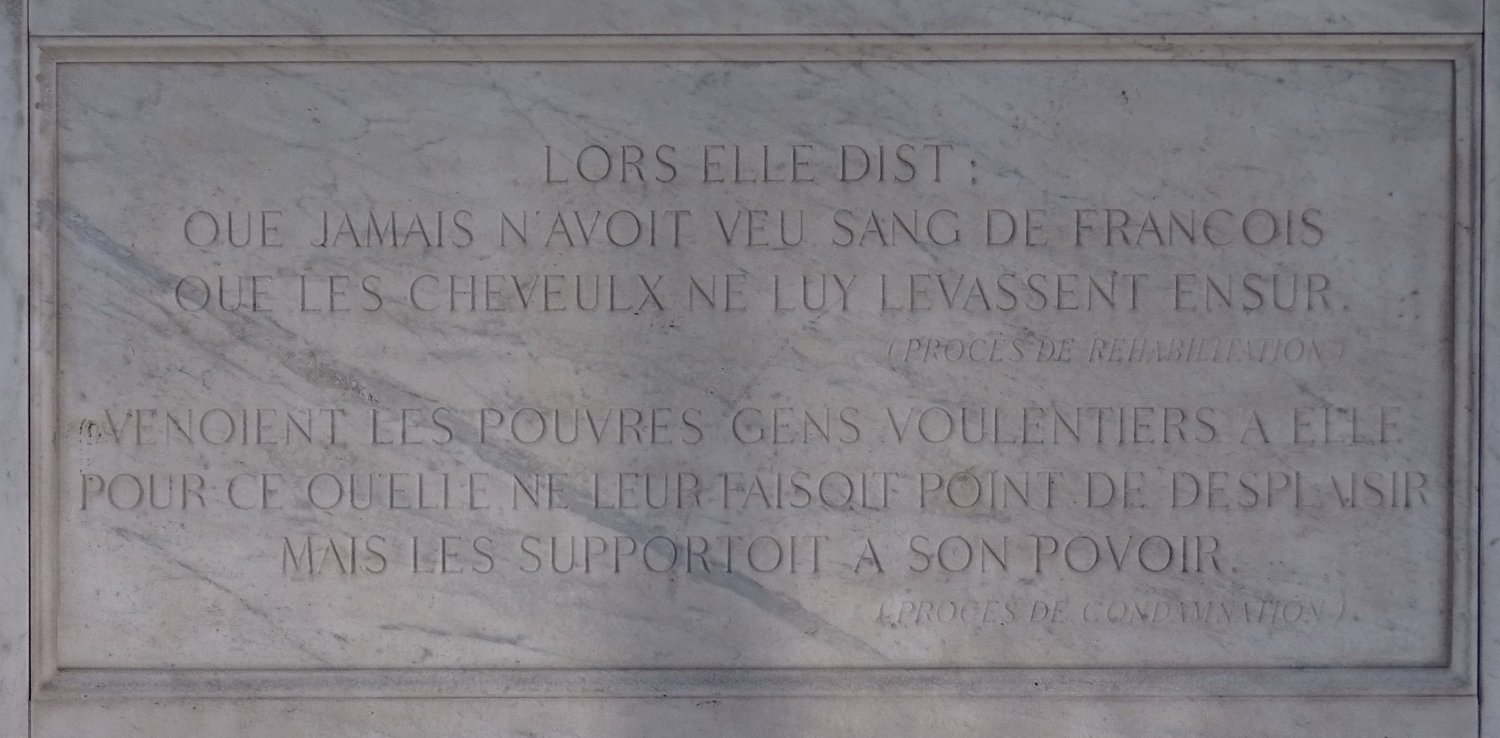 LORS ELLE DIST :
QUE JAMAIS N'AVOIT VEU SANG DE FRANCOIS
QUE LES CHEVEULX NE LUY LEVASSENT ENSUR.
(PROCES DE REHABILITATION)
VENOIENT LES POUVRES GENS VOULENTIERS A ELLE
POUR CE QU'ELLE NE LEUR FAISOIT POINT DE DESPLAISIR
MAIS LES SUPPORTOIT A SON POVOIR.
(PROCES DE CONDAMNATION).